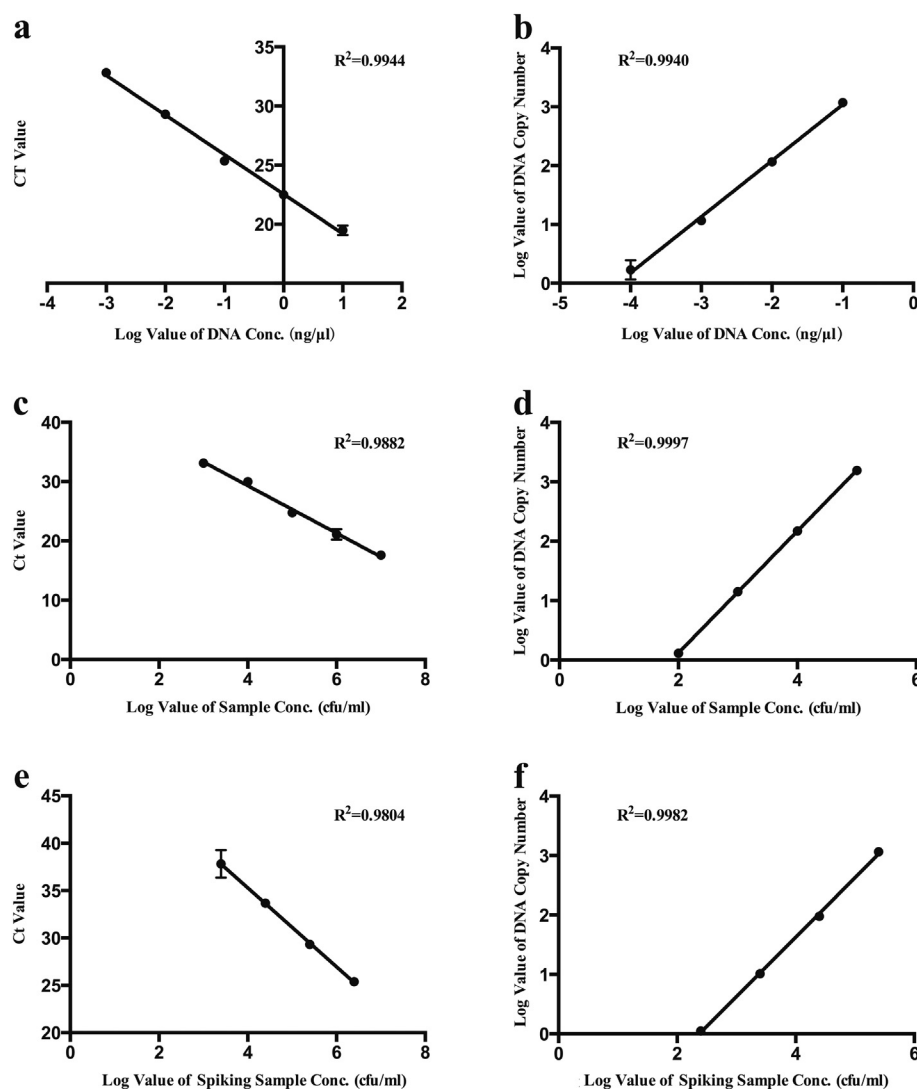 a
R²=0.9944
35
30
25
20
-4 -3 -2 -1 0 1 2
CT Value
Log Value of DNA Conc. (ng/μl)
b
R²=0.9940
4
3
2
1
0
-5 -4 -3 -2 -1 0
Log Value of DNA Copy Number
Log Value of DNA Conc. (ng/μl)
c
R²=0.9882
40
30
20
10
0
0 2 4 6 8
Ct Value
Log Value of Sample Conc. (cfu/ml)
d
R²=0.9997
4
3
2
1
0
0 2 4 6
Log Value of DNA Copy Number
Log Value of Sample Conc. (cfu/ml)
e
R²=0.9804
45
40
35
30
25
20
0 2 4 6 8
Ct Value
Log Value of Spiking Sample Conc. (cfu/ml)
f
R²=0.9982
4
3
2
1
0
0 2 4 6
Log Value of DNA Copy Number
Log Value of Spiking Sample Conc. (cfu/ml)